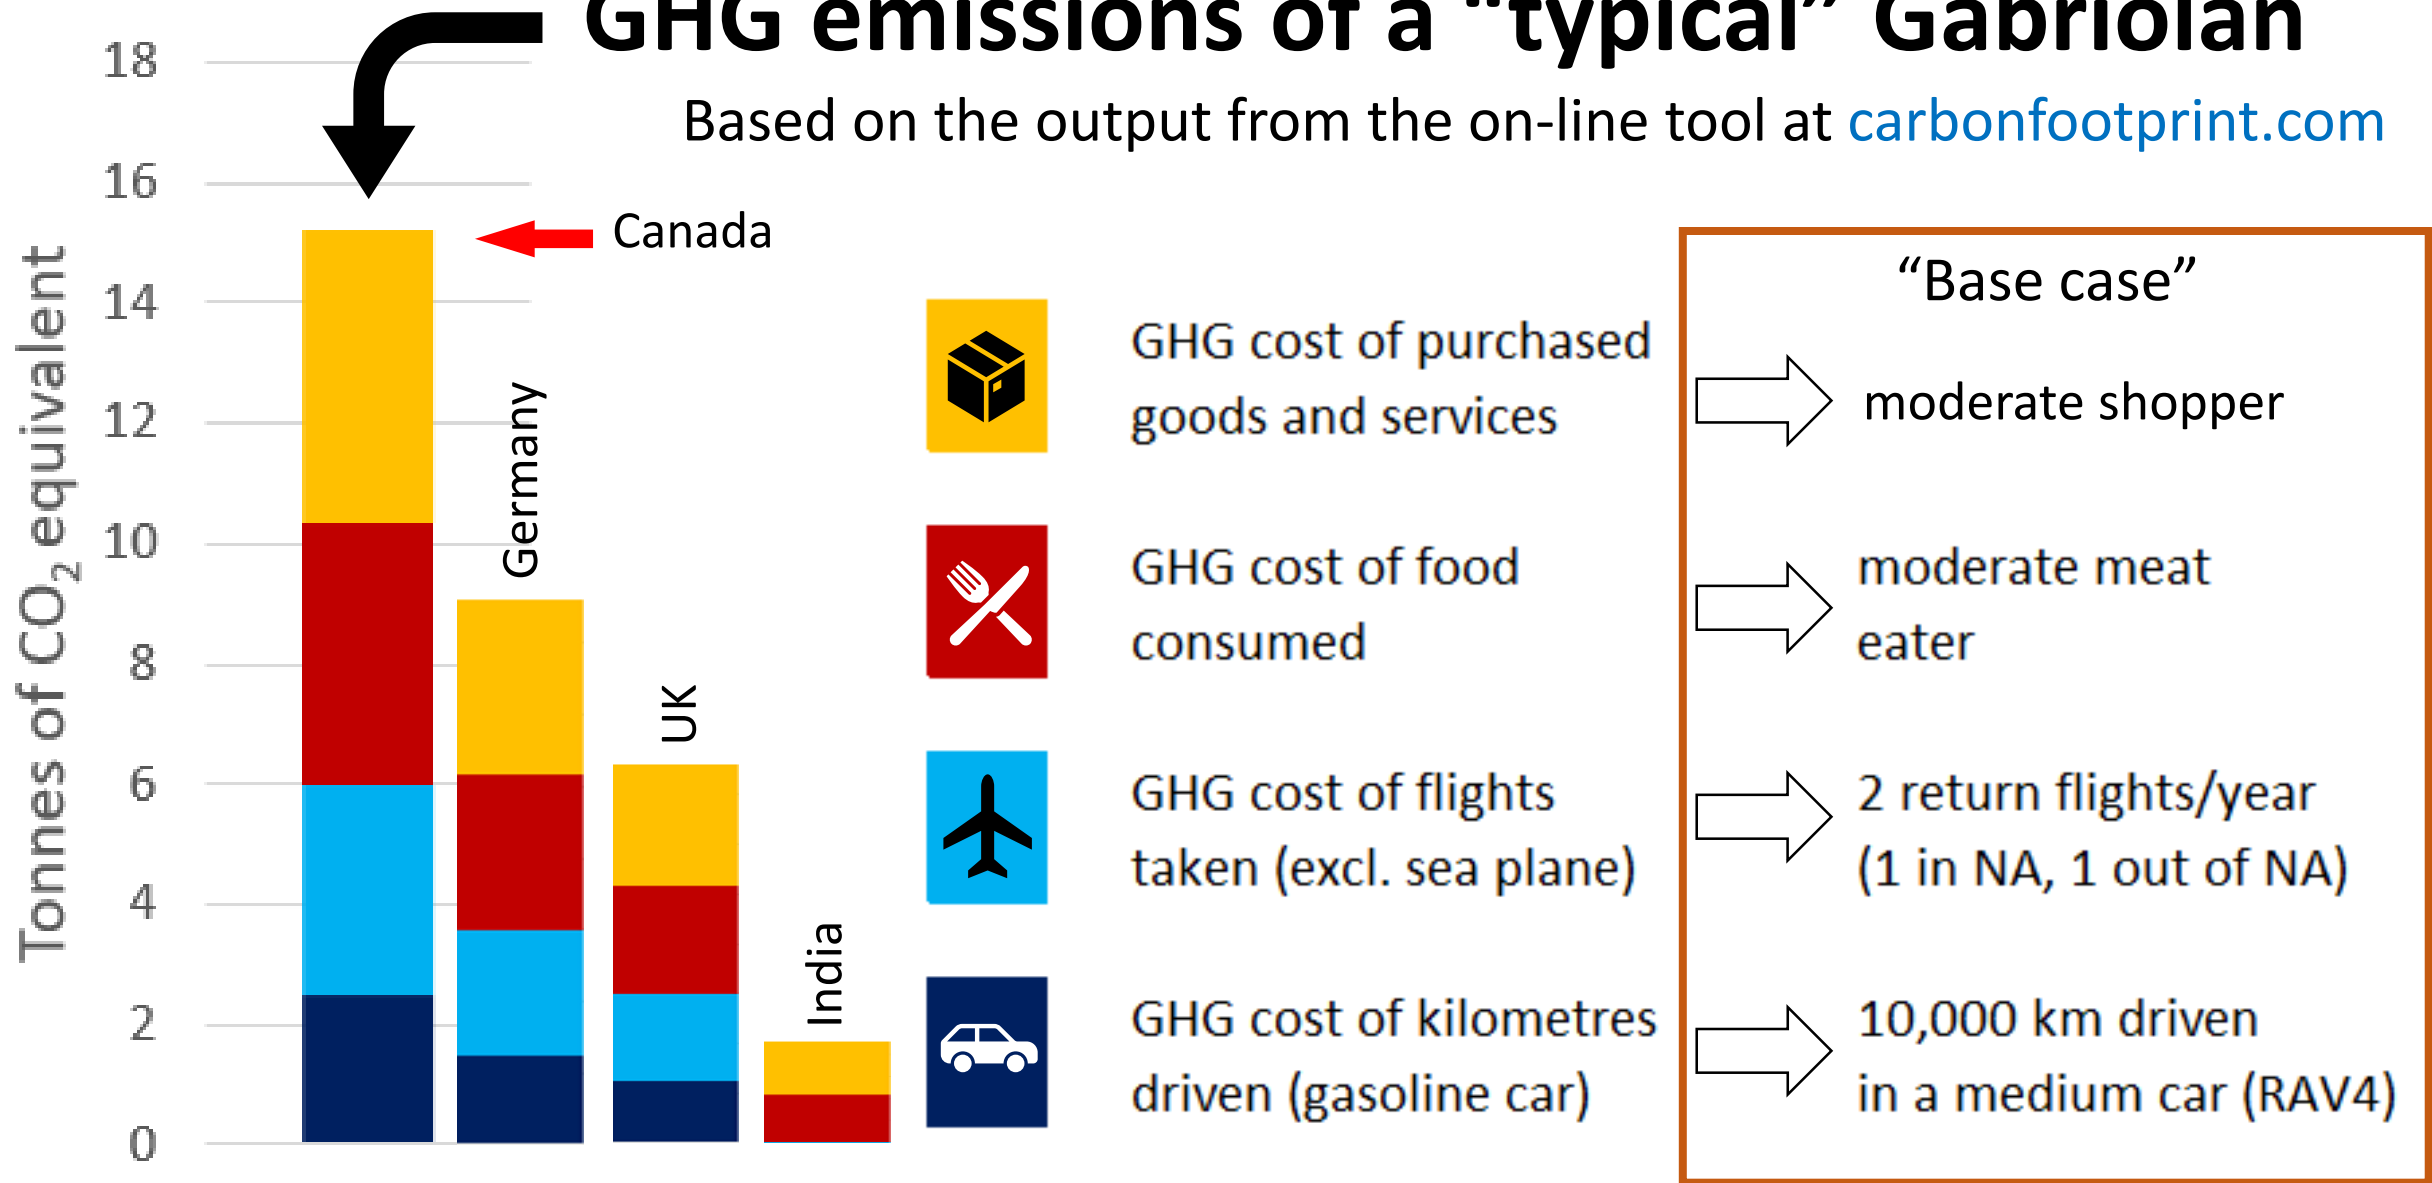 GHG emissions of a “typical” Gabriolan
Based on the output from the on-line tool at carbonfootprint.com
Tonnes of CO2 equivalent
18
16
14
12
10
8
6
4
2
0
Canada
Germany
UK
India
GHG cost of purchased
goods and services
GHG cost of food
consumed
GHG cost of flights
taken (excl. sea plane)
GHG cost of kilometres
driven (gasoline car)
“Base case”
moderate shopper
moderate meat
eater
2 return flights/year
(1 in NA, 1 out of NA)
10,000 km driven
in a medium car (RAV4)